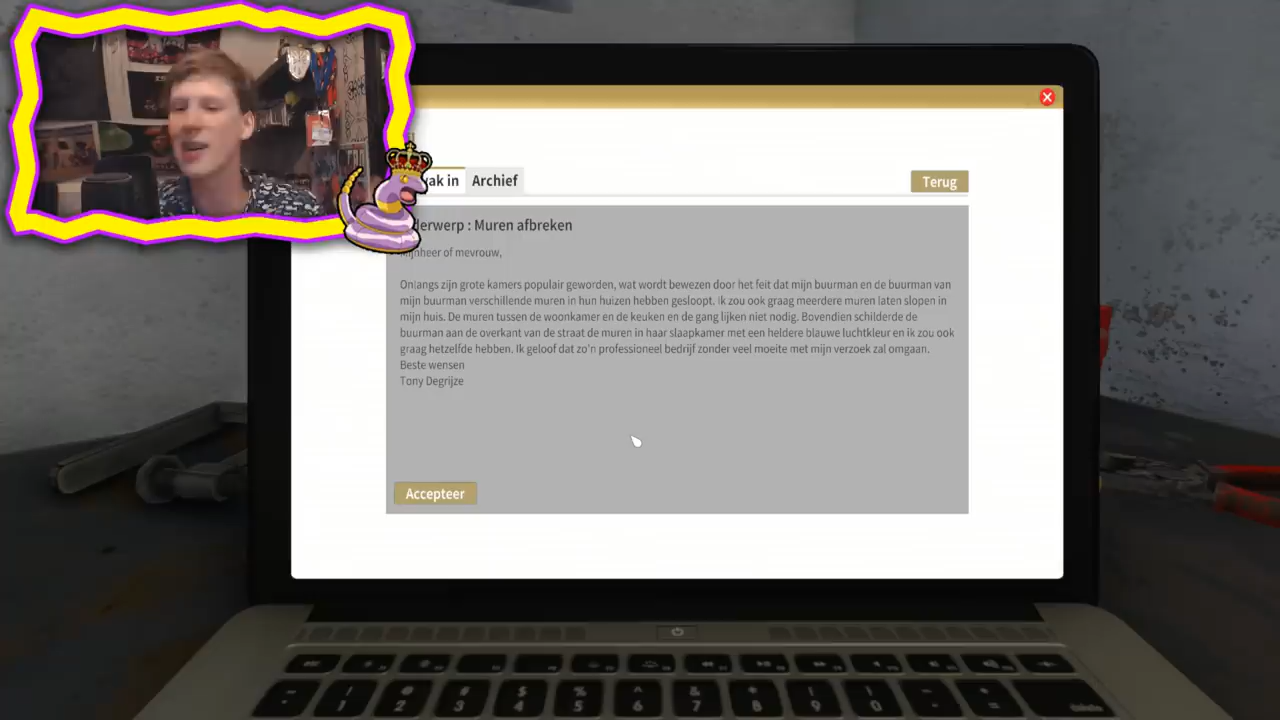 ak in
Archief
Terug
erwerp : Muren afbreken
jnheer of mevrouw,
Onlangs zijn grote kamers populair geworden, wat wordt bewezen door het feit dat mijn buurman en de buurman van
mijn buurman verschillende muren in hun huizen hebben gesloopt. Ik zou ook graag meerdere muren laten slopen in
mijn huis. De muren tussen de woonkamer en de keuken en de gang lijken niet nodig. Bovendien schilderde de
buurman aan de overkant van de straat de muren in haar slaapkamer met een heldere blauwe luchtkleur en ik zou ook
graag hetzelfde hebben. Ik geloof dat zo'n professioneel bedrijf zonder veel moeite met mijn verzoek zal omgaan.
Beste wensen
Tony Degrijze
Accepteer